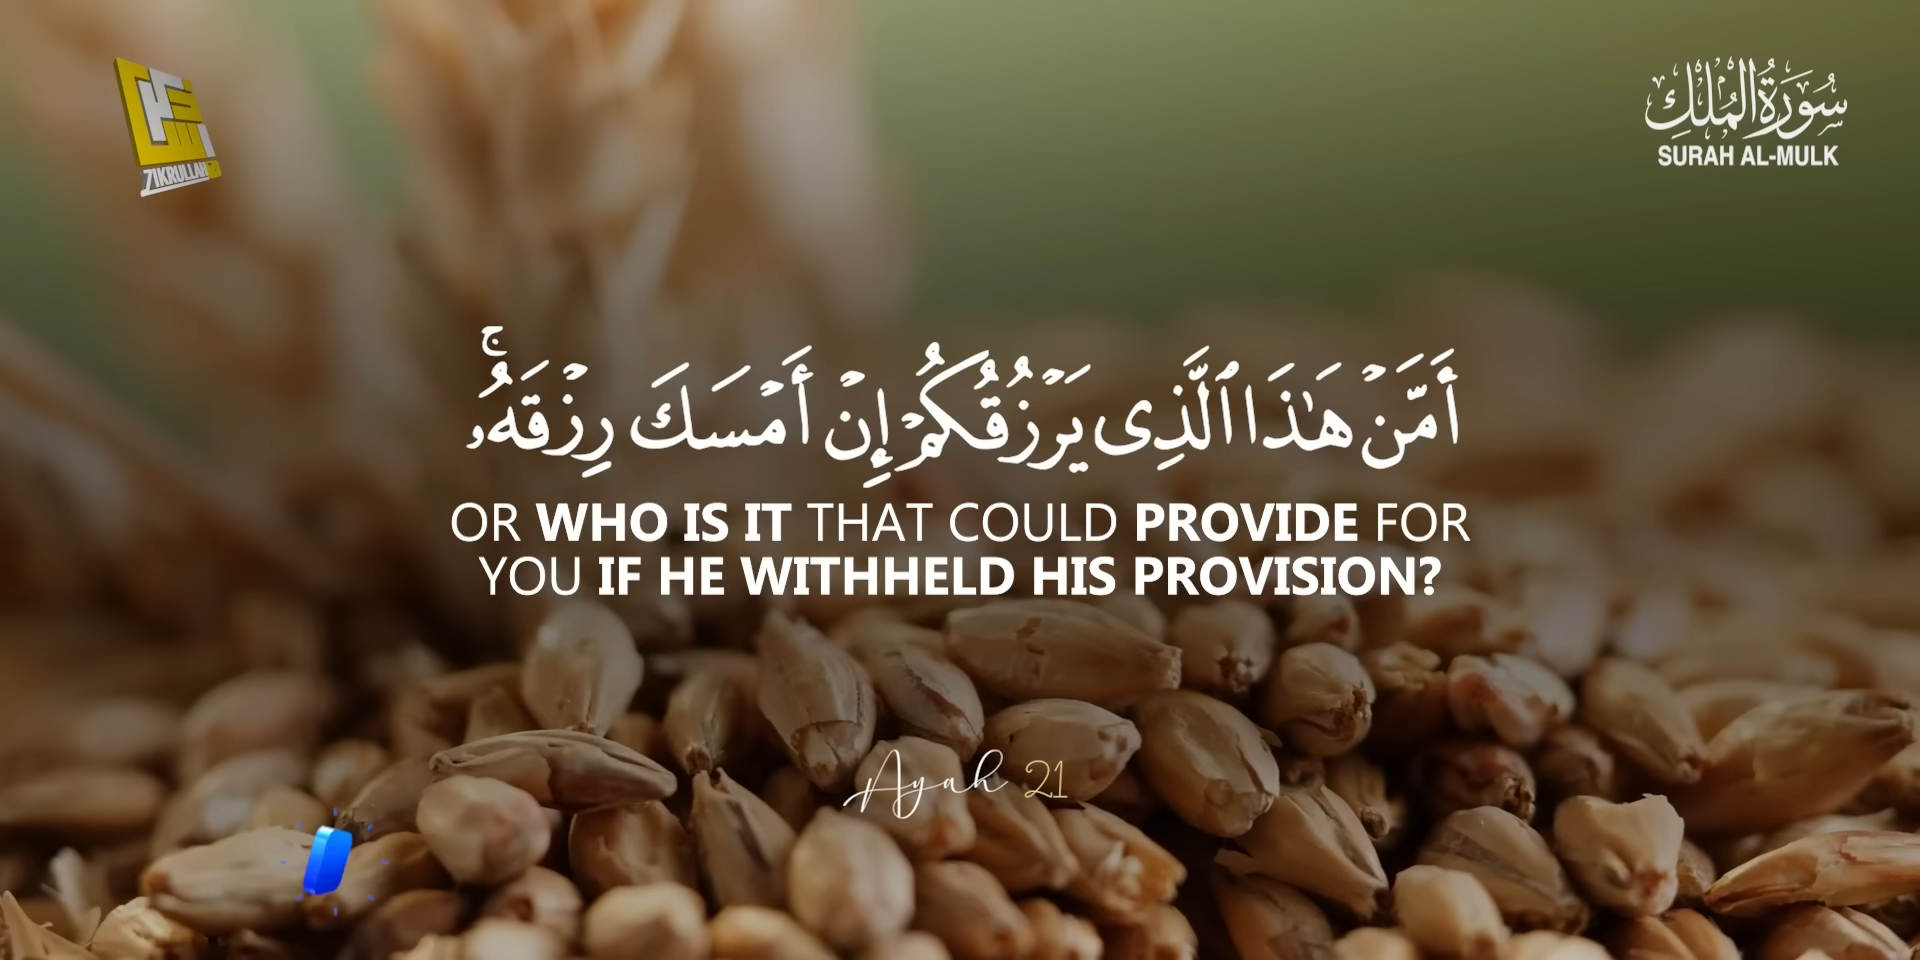 ZIKRULLAH
سُورَةُ المُلْكِ
SURAH AL-MULK
أَمَّنْ هَـٰذَا ٱلَّذِى يَرْزُقُكُمْ إِنْ أَمْسَكَ رِزْقَهُۥ ۚ
OR WHO IS IT THAT COULD PROVIDE FOR
YOU IF HE WITHHELD HIS PROVISION?
Ayah 21